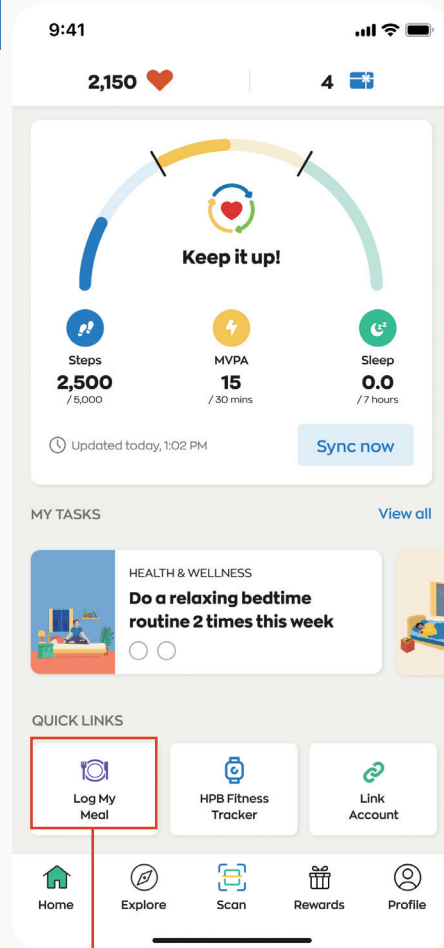 9:41
2,150
4
Keep it up!
Steps
2,500
/ 5,000
MVPA
15
/ 30 mins
Sleep
0.0
/ 7 hours
Updated today, 1:02 PM
Sync now
MY TASKS
View all
HEALTH & WELLNESS
Do a relaxing bedtime
routine 2 times this week
QUICK LINKS
Log My
Meal
HPB Fitness
Tracker
Link
Account
Home
Explore
Scan
Rewards
Profile